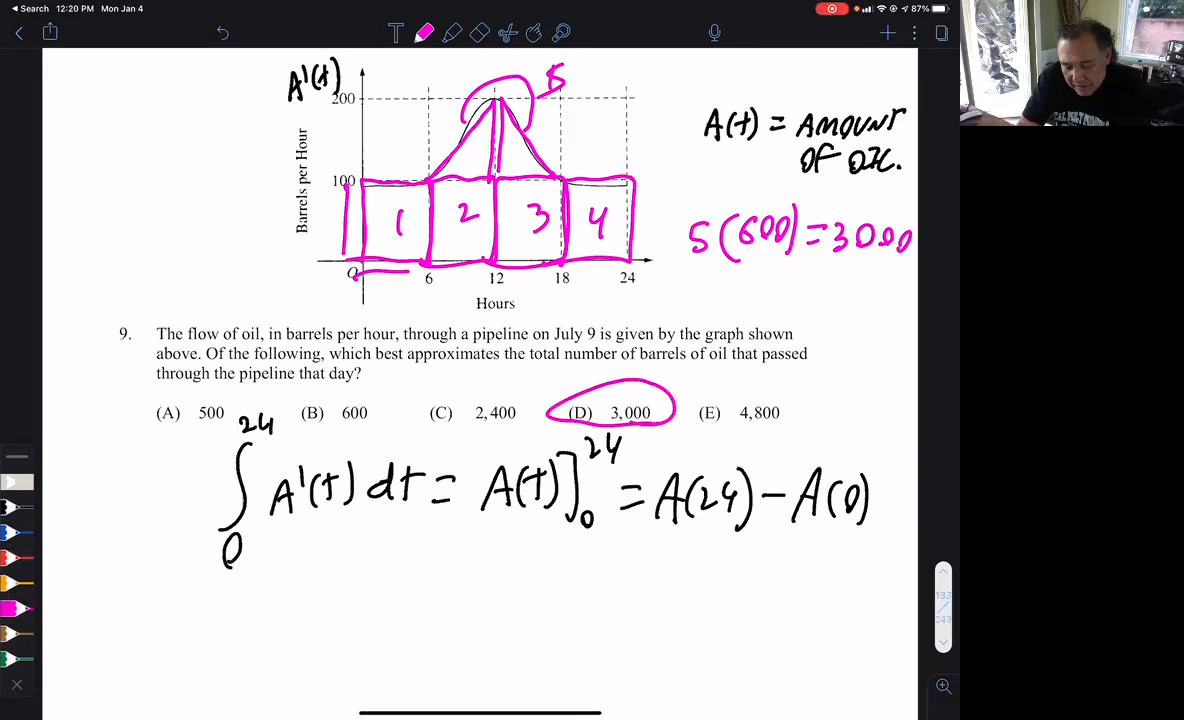 Search 12:20 PM Mon Jan 4
87%
A'(t)
5
200
100
Barrels per Hour
1
2
3
4
O
6
12
18
24
Hours
A(t) = AMOUNT
OF OIL.
5(600)=3000
9. The flow of oil, in barrels per hour, through a pipeline on July 9 is given by the graph shown
above. Of the following, which best approximates the total number of barrels of oil that passed
through the pipeline that day?
(A) 500 (B) 600 (C) 2,400 (D) 3,000 (E) 4,800
∫₀²⁴ A'(t) dt = A(t)]₀²⁴ = A(24) − A(0)
133
243